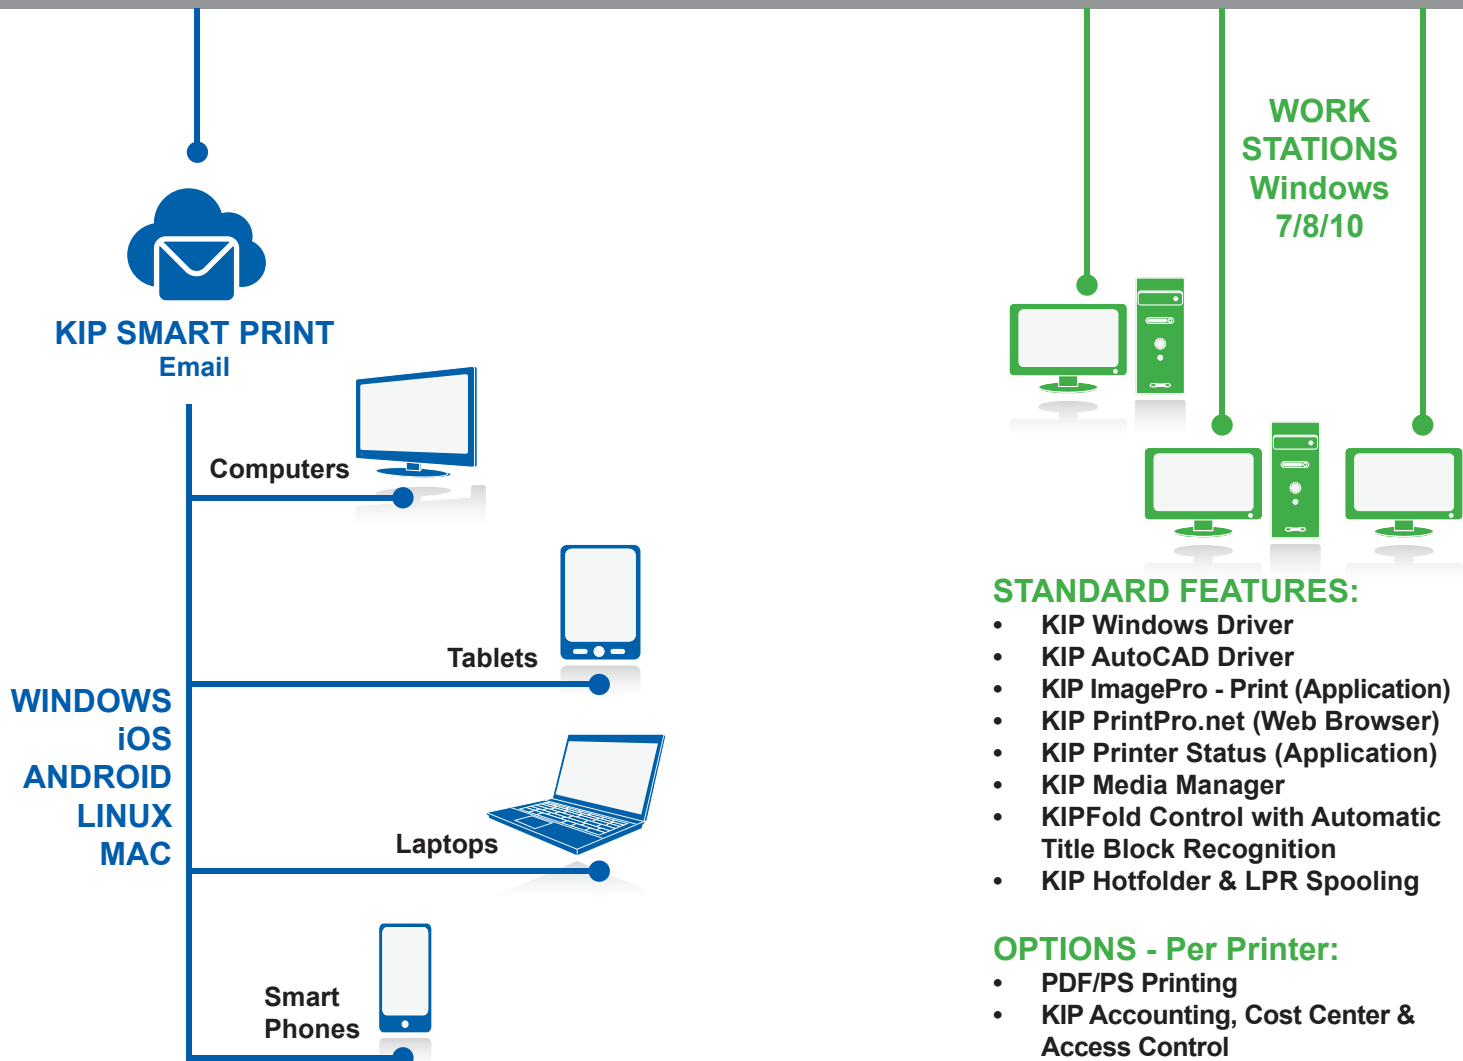 KIP SMART PRINT
Email
Computers
Tablets
WINDOWS
iOS
ANDROID
LINUX
MAC
Laptops
Smart
Phones
WORK
STATIONS
Windows
7/8/10
STANDARD FEATURES:
• KIP Windows Driver
• KIP AutoCAD Driver
• KIP ImagePro - Print (Application)
• KIP PrintPro.net (Web Browser)
• KIP Printer Status (Application)
• KIP Media Manager
• KIPFold Control with Automatic
Title Block Recognition
• KIP Hotfolder & LPR Spooling
OPTIONS - Per Printer:
• PDF/PS Printing
• KIP Accounting, Cost Center &
Access Control